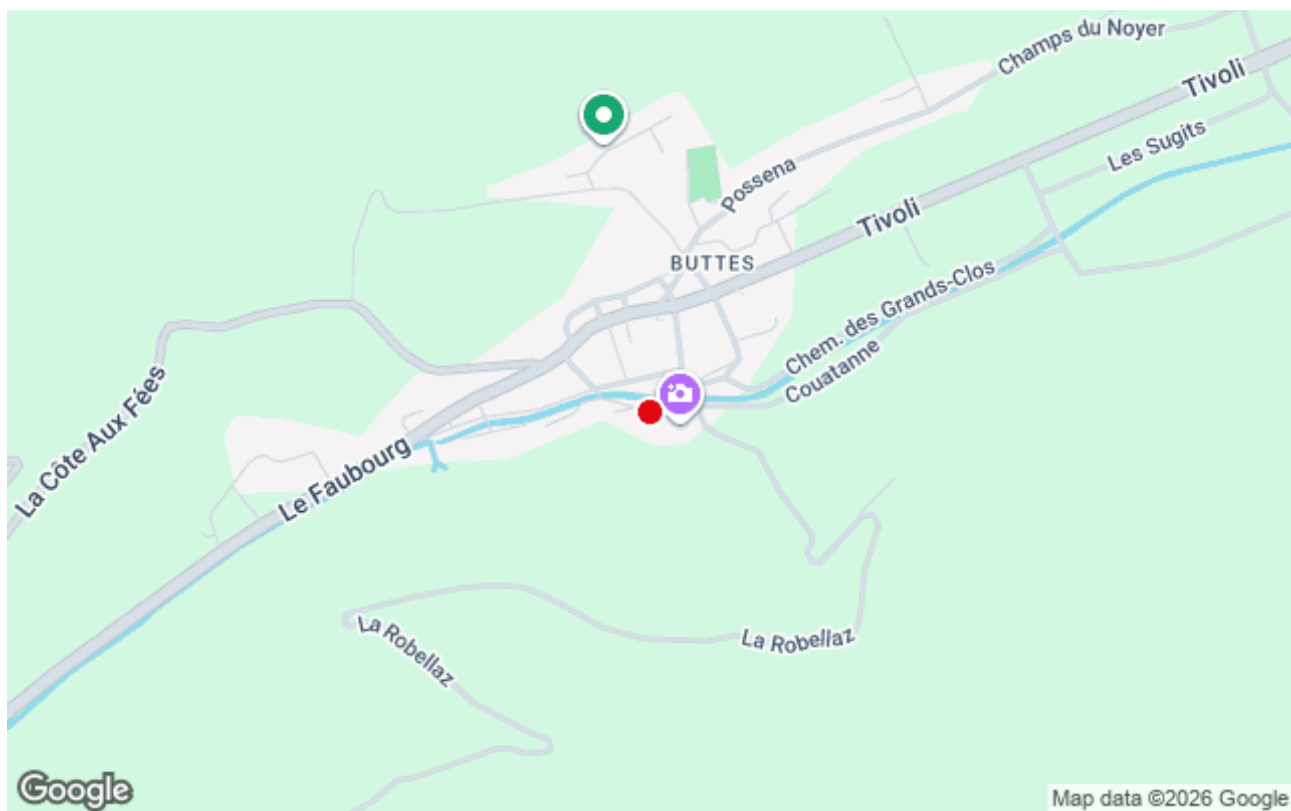 Champs du Noyer
Tivoli
Les Sugits
Possena
Tivoli
BUTTES
Chem. des Grands-Clos
Couatanne
La Côte Aux Fées
Le Faubourg
La Robellaz
La Robellaz
Google
Map data ©2026 Google